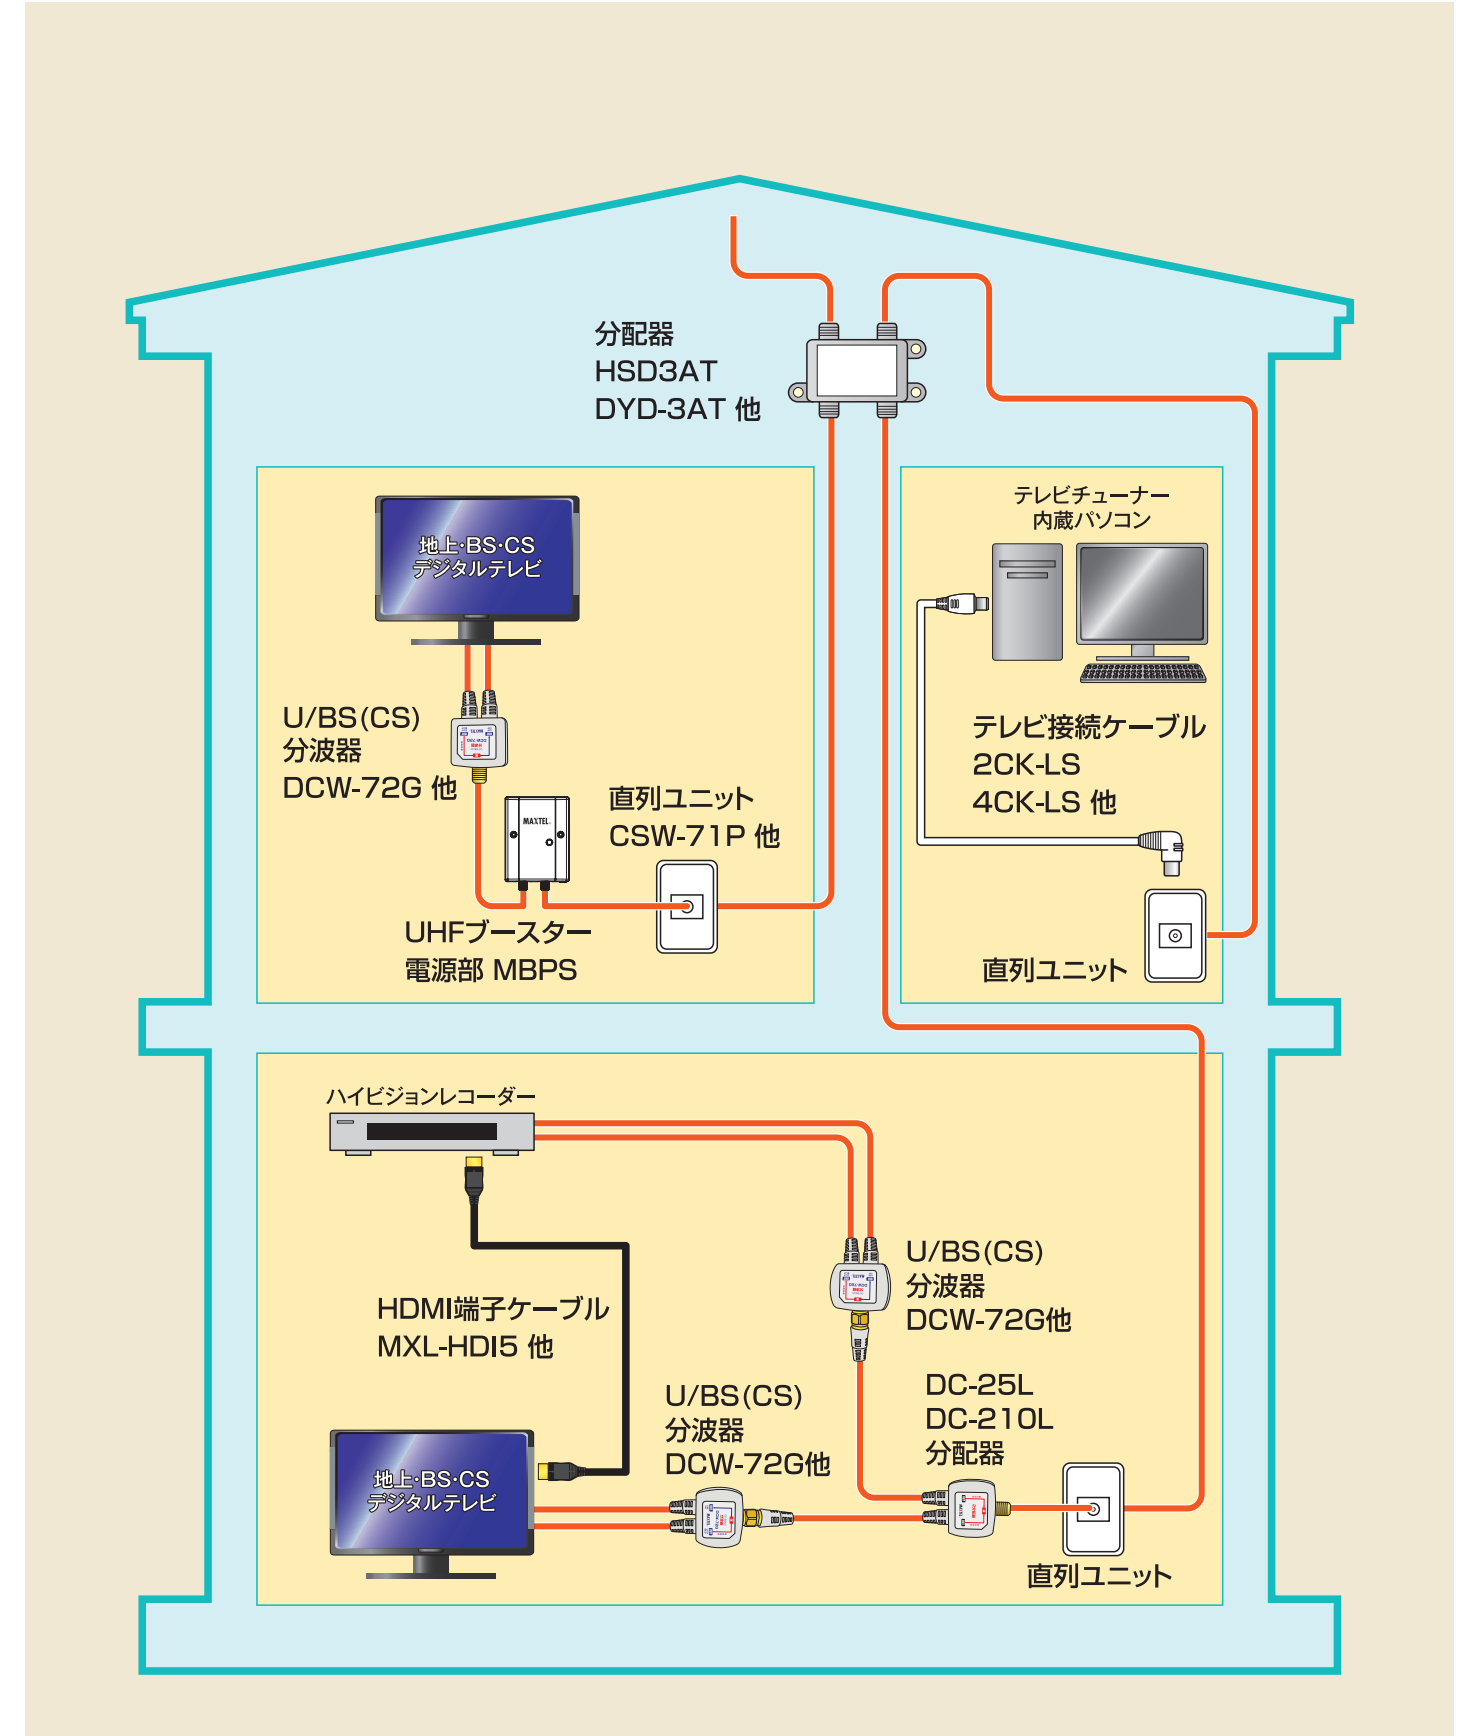 分配器
HSD3AT
DYD-3AT 他
地上・BS・CS
デジタルテレビ
U/BS(CS)
分波器
DCW-72G 他
MAXTEL
直列ユニット
CSW-71P 他
UHFブースター
電源部 MBPS
テレビチューナー
内蔵パソコン
テレビ接続ケーブル
2CK-LS
4CK-LS 他
直列ユニット
ハイビジョンレコーダー
HDMI端子ケーブル
MXL-HDI5 他
U/BS(CS)
分波器
DCW-72G他
U/BS(CS)
分波器
DCW-72G他
DC-25L
DC-210L
分配器
地上・BS・CS
デジタルテレビ
直列ユニット